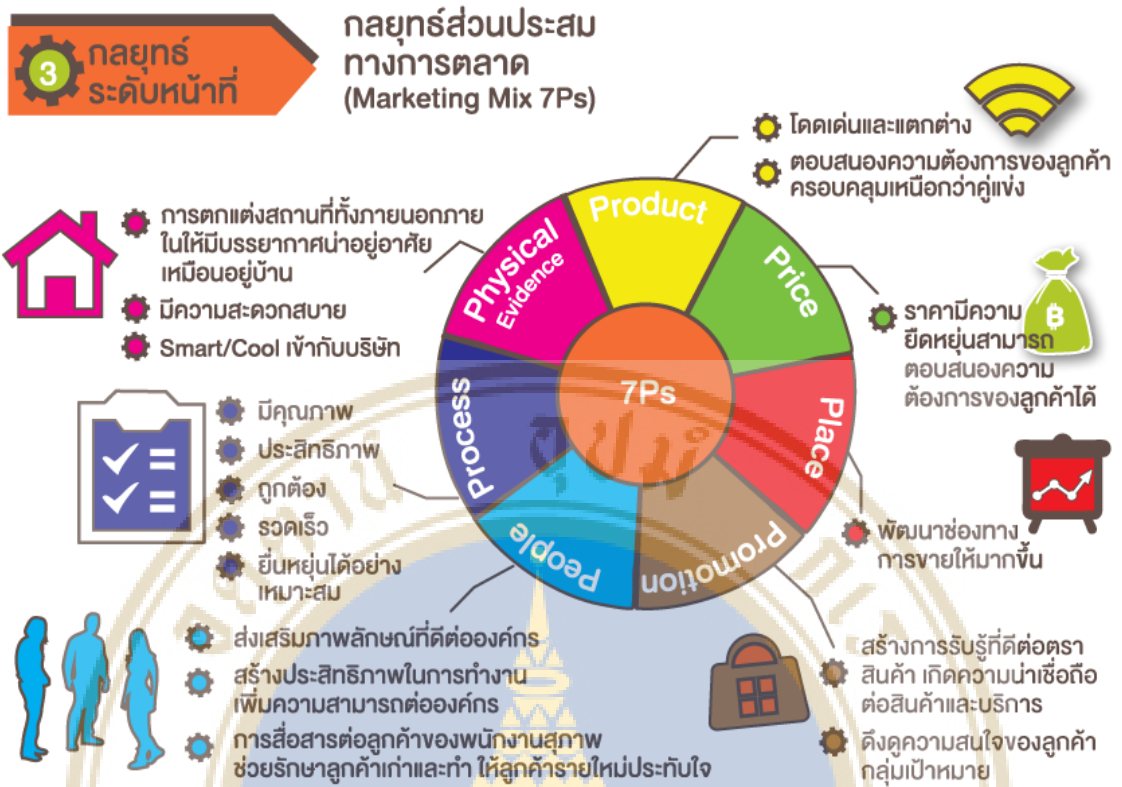 3
กลยุทธ์
ระดับหน้าที่
กลยุทธ์ส่วนประสม
ทางการตลาด
(Marketing Mix 7Ps)
โดดเด่นและแตกต่าง
ตอบสนองความต้องการของลูกค้า
ครอบคลุมเหนือกว่าคู่แข่ง
การตกแต่งสถานที่ทั้งภายนอกภาย
ในให้มีบรรยากาศน่าอยู่อาศัย
เหมือนอยู่บ้าน
มีความสะดวกสบาย
Smart/Cool เข้ากับบริษัท
Product
Price
Place
Promotion
People
Process
Physical
Evidence
7Ps
ราคามีความ
ยืดหยุ่นสามารถ
ตอบสนองความ
ต้องการของลูกค้าได้
฿
มีคุณภาพ
ประสิทธิภาพ
ถูกต้อง
รวดเร็ว
ยื่นหยุ่นได้อย่าง
เหมาะสม
พัฒนาช่องทาง
การขายให้มากขึ้น
ส่งเสริมภาพลักษณ์ที่ดีต่อองค์กร
สร้างประสิทธิภาพในการทำงาน
เพิ่มความสามารถต่อองค์กร
การสื่อสารต่อลูกค้าของพนักงานสุภาพ
ช่วยรักษาลูกค้าเก่าและทำ ให้ลูกค้ารายใหม่ประทับใจ
สร้างการรับรู้ที่ดีต่อตรา
สินค้า เกิดความน่าเชื่อถือ
ต่อสินค้าและบริการ
ดึงดูความสนใจของลูกค้า
กลุ่มเป้าหมาย